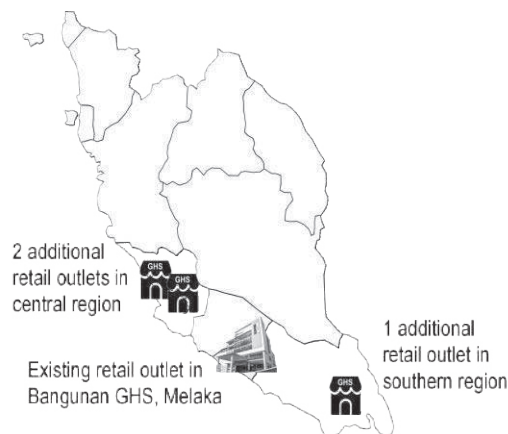 2 additional
retail outlets in
central region
GHS
GHS
Existing retail outlet in
Bangunan GHS, Melaka
1 additional
retail outlet in
southern region
GHS